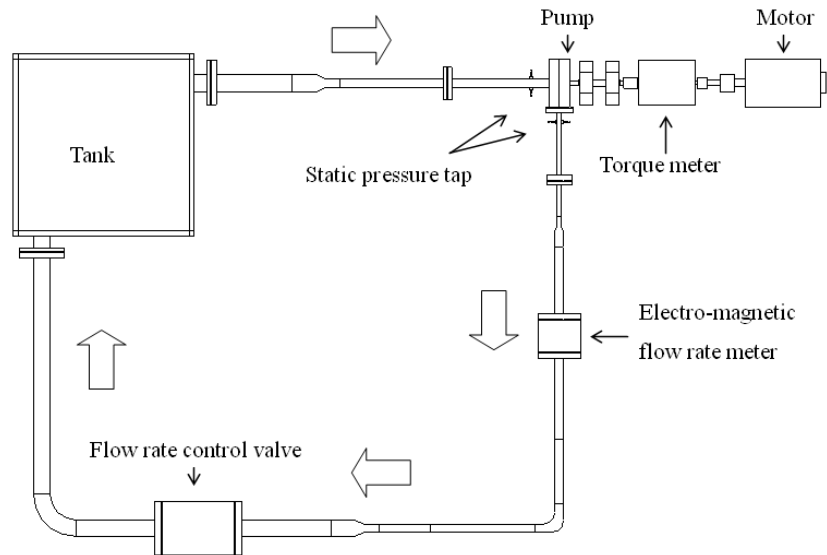 Pump
Motor
Tank
Static pressure tap
Torque meter
Electro-magnetic
flow rate meter
Flow rate control valve